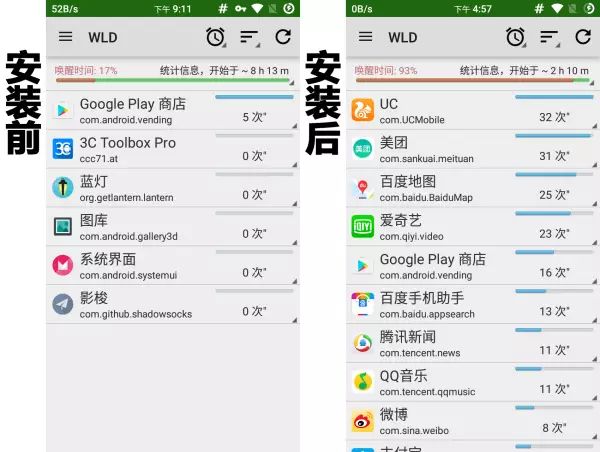 安装前
52B/s
下午 9:11
WLD
唤醒时间: 17%
统计信息，开始于 ~ 8 h 13 m
Google Play 商店
com.android.vending
5 次"
3C Toolbox Pro
ccc71.at
0 次"
蓝灯
org.getlantern.lantern
0 次"
图库
com.android.gallery3d
0 次"
系统界面
com.android.systemui
0 次"
影梭
com.github.shadowsocks
0 次"
安装后
0B/s
下午 4:57
WLD
唤醒时间: 93%
统计信息，开始于 ~ 2 h 10 m
UC
com.UCMobile
32 次"
美团
美团
com.sankuai.meituan
31 次"
百度地图
com.baidu.BaiduMap
25 次"
QIYI
爱奇艺
com.qiyi.video
23 次"
Google Play 商店
com.android.vending
16 次"
百度手机助手
com.baidu.appsearch
13 次"
腾讯新闻
com.tencent.news
11 次"
QQ音乐
com.tencent.qqmusic
11 次"
微博
com.sina.weibo
8 次"
支付宝